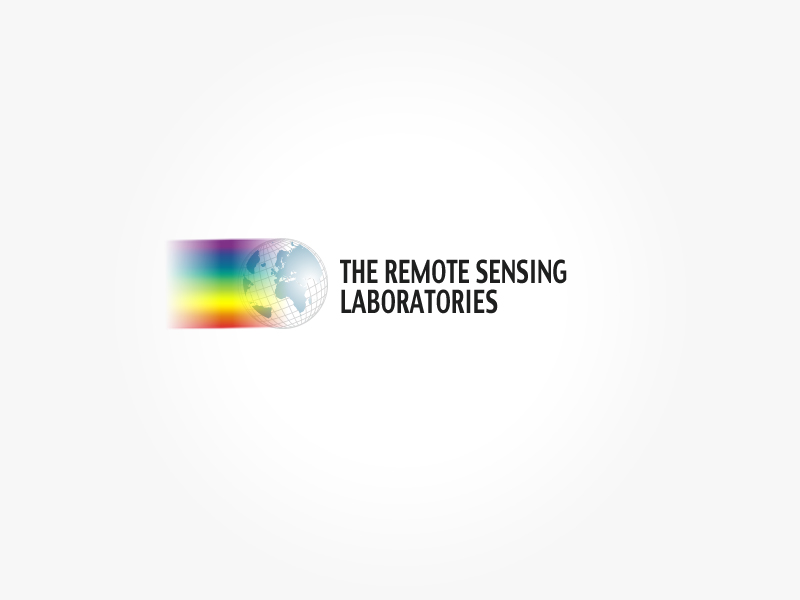 THE REMOTE SENSING
LABORATORIES